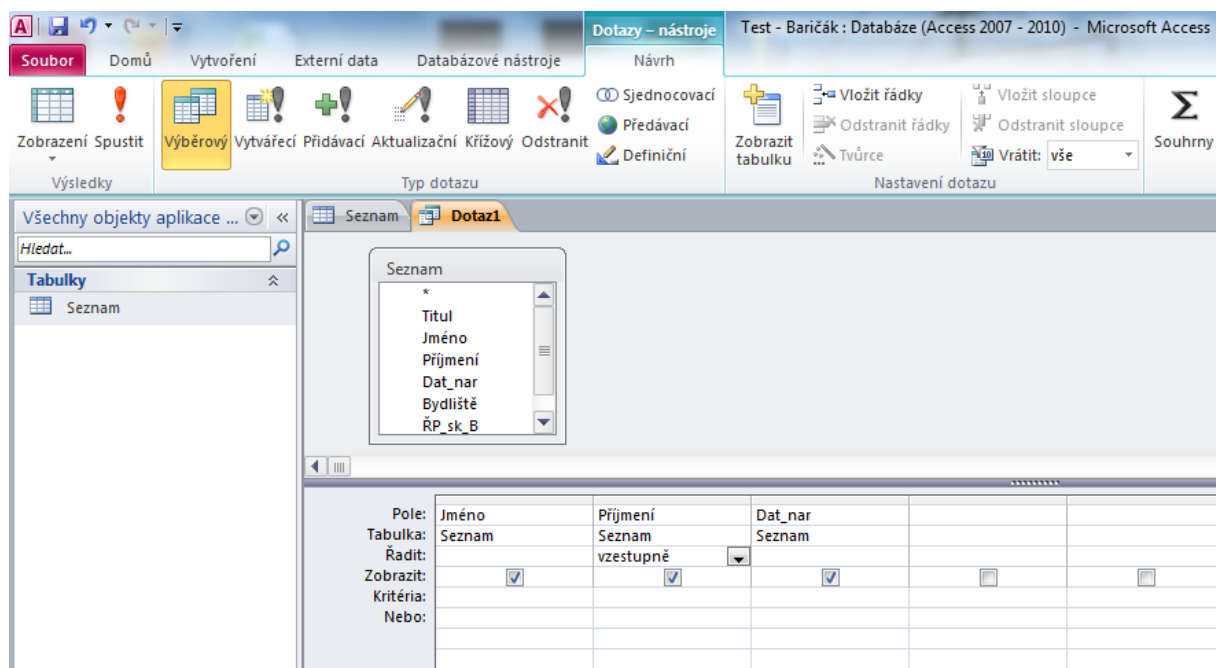 Dotazy – nástroje
Test - Baričák : Databáze (Access 2007 - 2010) - Microsoft Access
Soubor Domů Vytvoření Externí data Databázové nástroje Návrh
Zobrazení Spustit
Výsledky
Výběrový Vytvářecí Přidávací Aktualizační Křížový Odstranit
Sjednocovací
Předávací
Definiční
Typ dotazu
Zobrazit
tabulku
Vložit řádky
Odstranit řádky
Tvůrce
Vložit sloupce
Odstranit sloupce
Vrátit: vše
Nastavení dotazu
Σ
Souhrny
Všechny objekty aplikace ... «
Hledat...
Tabulky
Seznam
Seznam Dotaz1
Seznam
*
Titul
Jméno
Příjmení
Dat_nar
Bydliště
ŘP_sk_B
Pole: Jméno Příjmení Dat_nar
Tabulka: Seznam Seznam Seznam
Řadit: vzestupně
Zobrazit:
Kritéria:
Nebo: